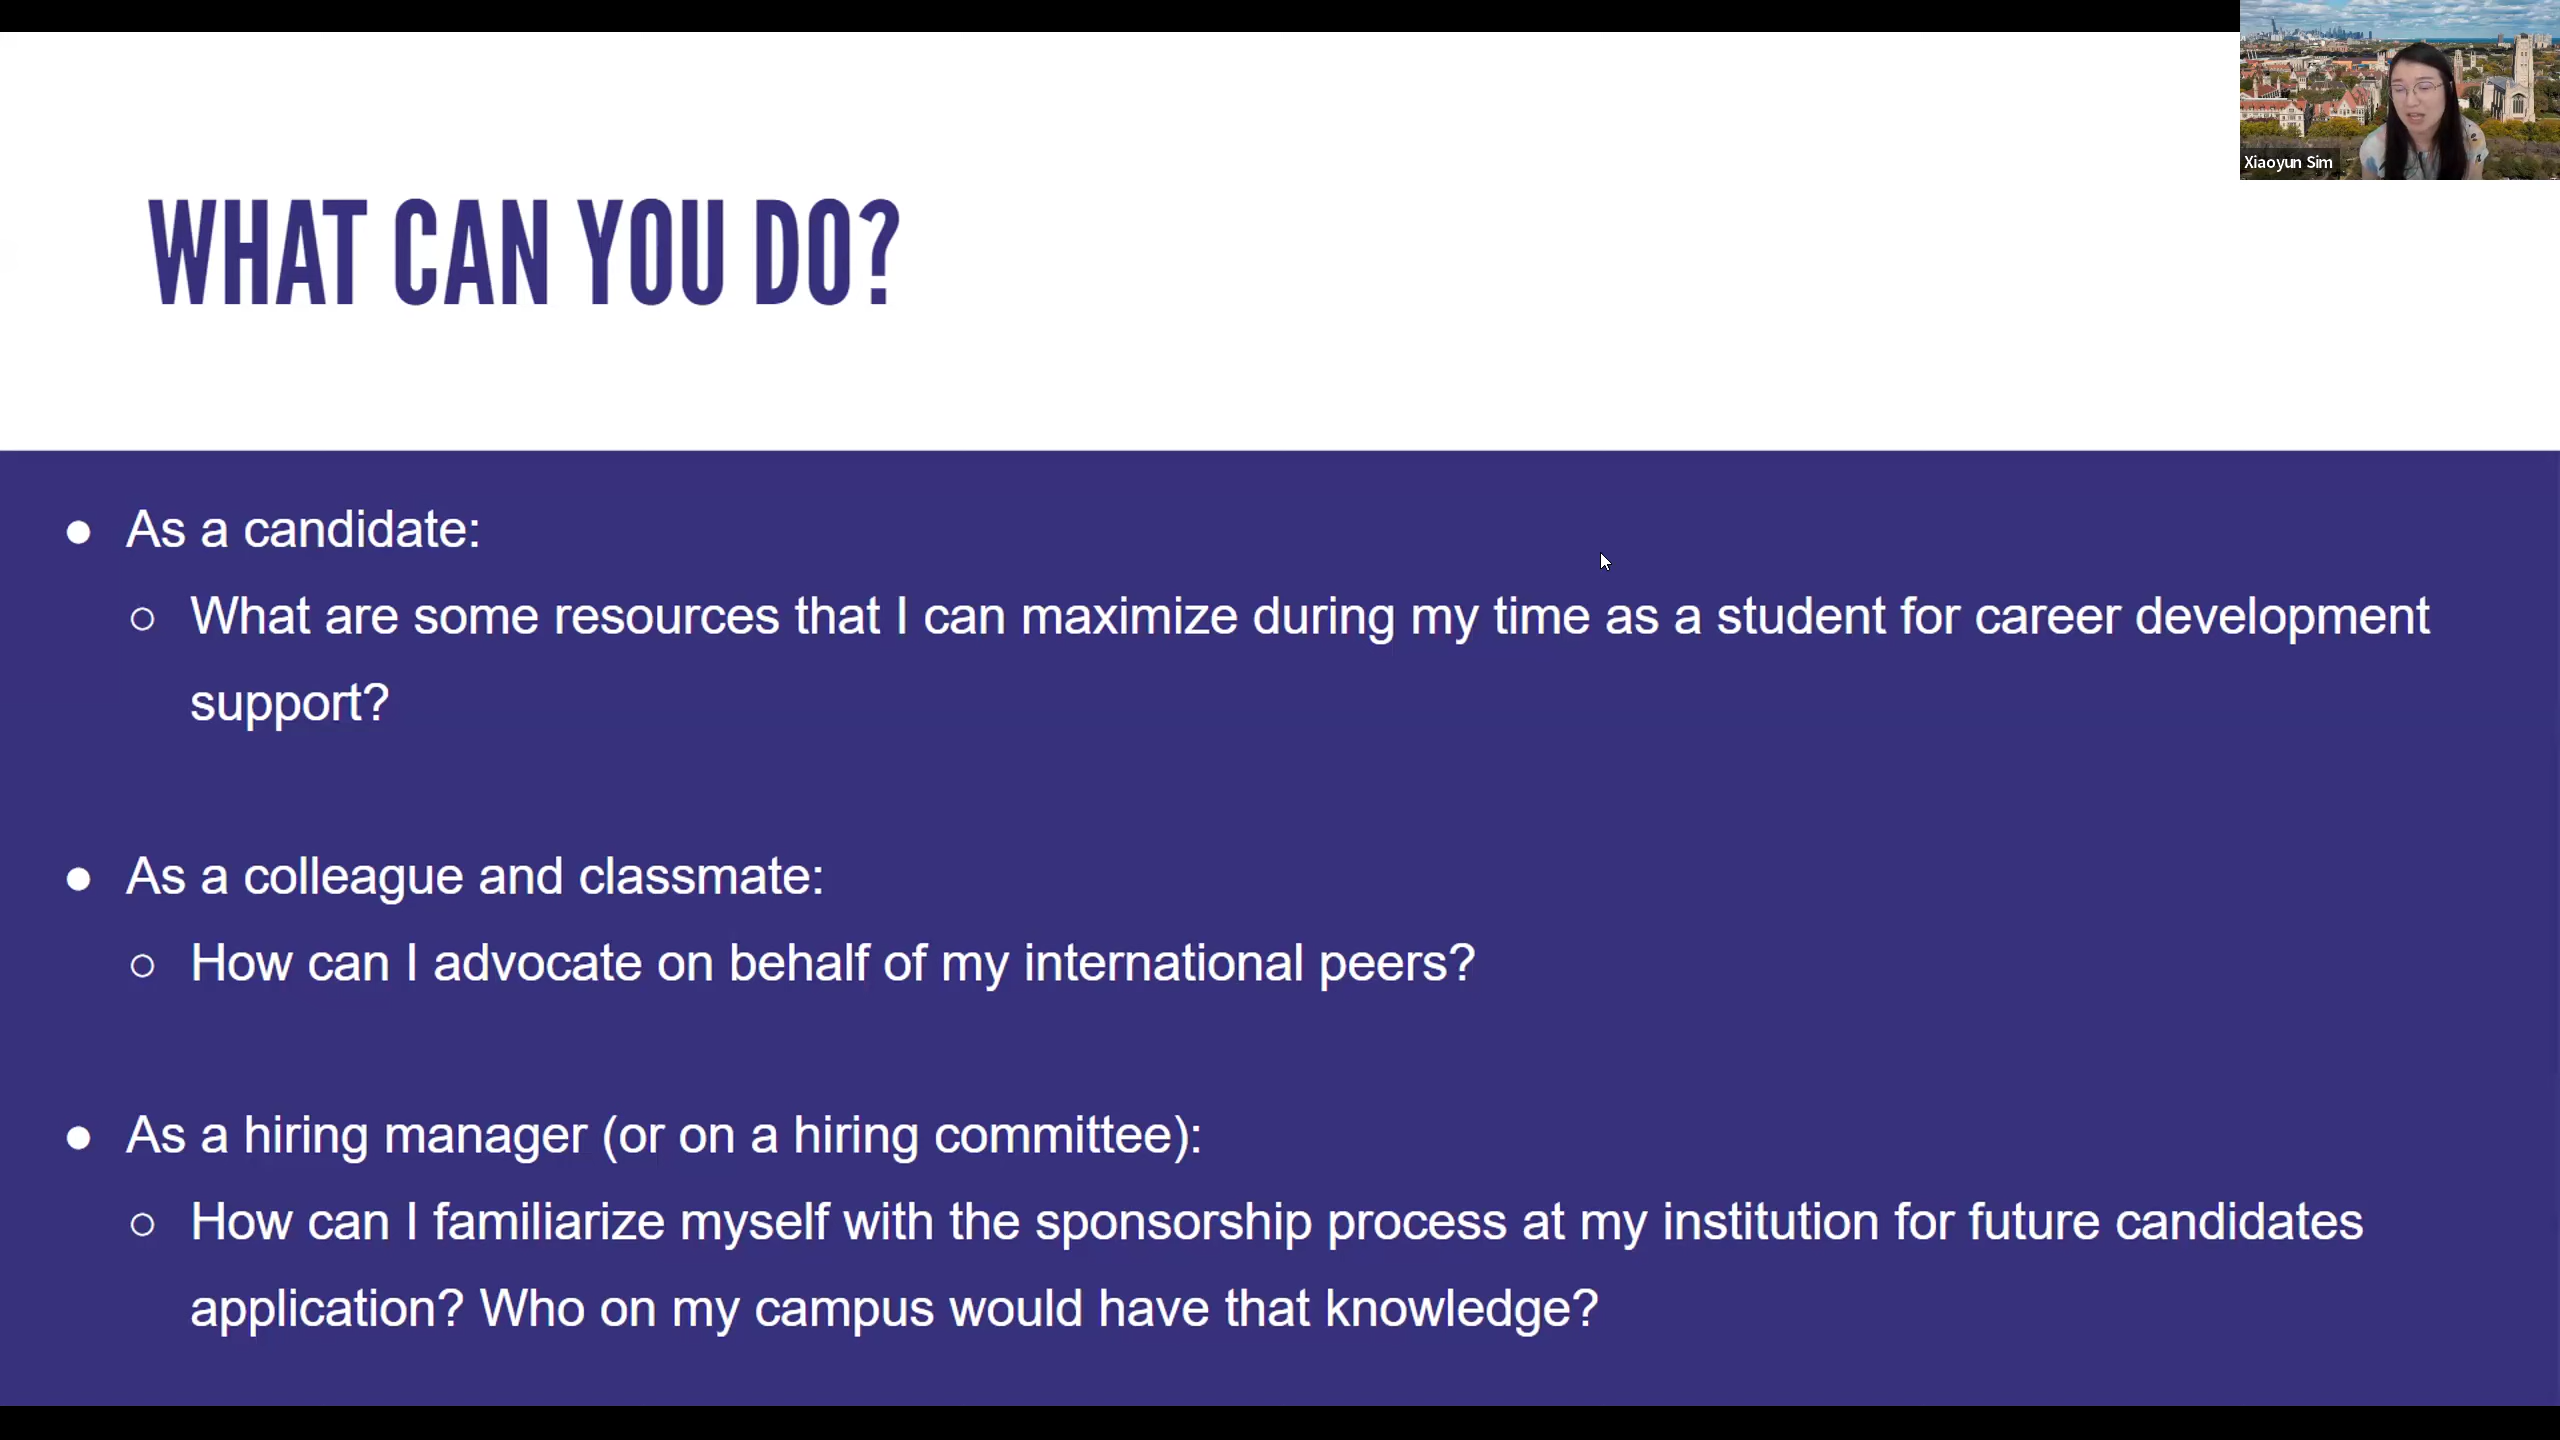 Xiaoyun Sim
WHAT CAN YOU DO?
● As a candidate:
○ What are some resources that I can maximize during my time as a student for career development
support?
● As a colleague and classmate:
○ How can I advocate on behalf of my international peers?
● As a hiring manager (or on a hiring committee):
○ How can I familiarize myself with the sponsorship process at my institution for future candidates
application? Who on my campus would have that knowledge?